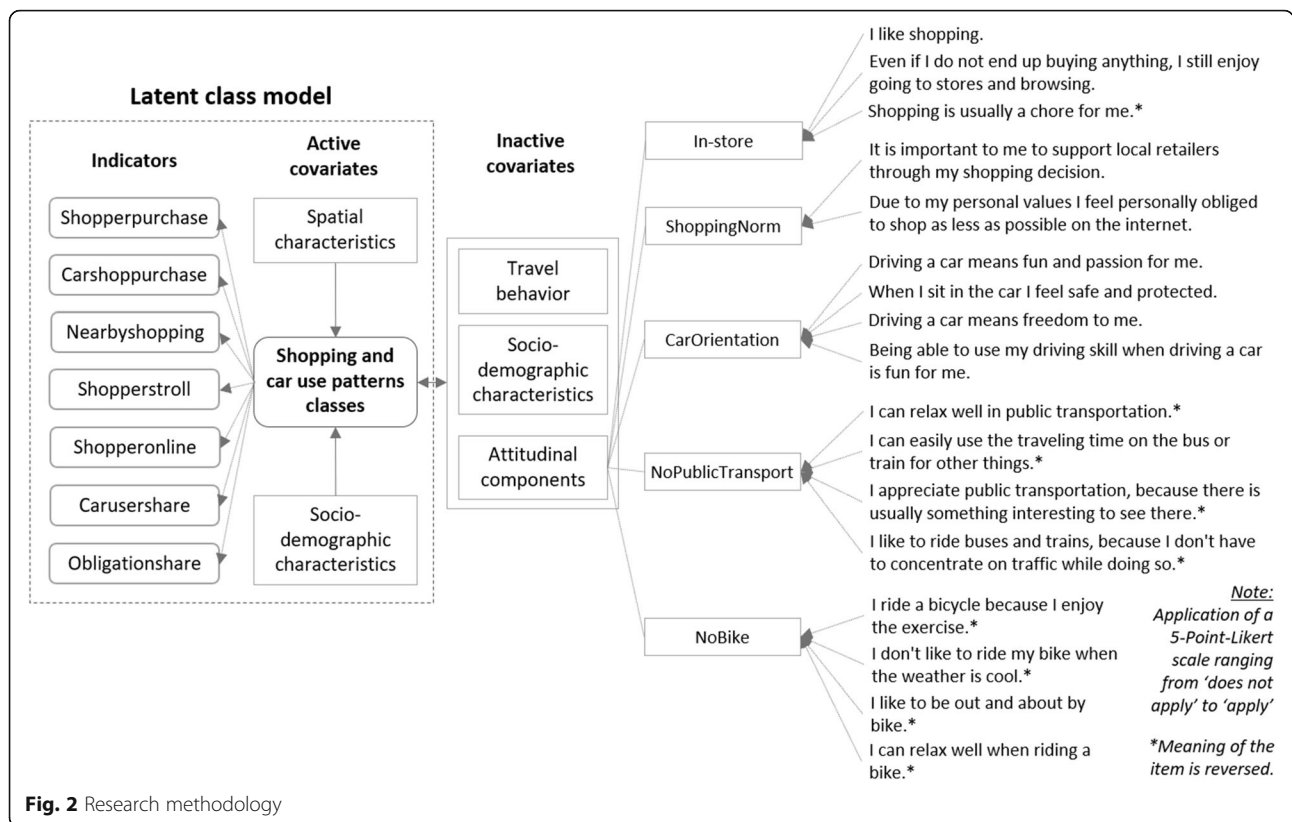 Latent class model
Indicators
Shopperpurchase
Carshoppurchase
Nearbyshopping
Shopperstroll
Shopperonline
Carusershare
Obligationshare
Active
covariates
Spatial
characteristics
Shopping and
car use patterns
classes
Socio-
demographic
characteristics
Inactive
covariates
Travel
behavior
Socio-
demographic
characteristics
Attitudinal
components
In-store
I like shopping.
Even if I do not end up buying anything, I still enjoy
going to stores and browsing.
Shopping is usually a chore for me.*
ShoppingNorm
It is important to me to support local retailers
through my shopping decision.
Due to my personal values I feel personally obliged
to shop as less as possible on the internet.
CarOrientation
Driving a car means fun and passion for me.
When I sit in the car I feel safe and protected.
Driving a car means freedom to me.
Being able to use my driving skill when driving a car
is fun for me.
NoPublicTransport
I can relax well in public transportation.*
I can easily use the traveling time on the bus or
train for other things.*
I appreciate public transportation, because there is
usually something interesting to see there.*
I like to ride buses and trains, because I don't have
to concentrate on traffic while doing so.*
NoBike
I ride a bicycle because I enjoy
the exercise.*
I don't like to ride my bike when
the weather is cool.*
I like to be out and about by
bike.*
I can relax well when riding a
bike.*
Note:
Application of a
5-Point-Likert
scale ranging
from ‘does not
apply’ to ‘apply’
*Meaning of the
item is reversed.
Fig. 2 Research methodology